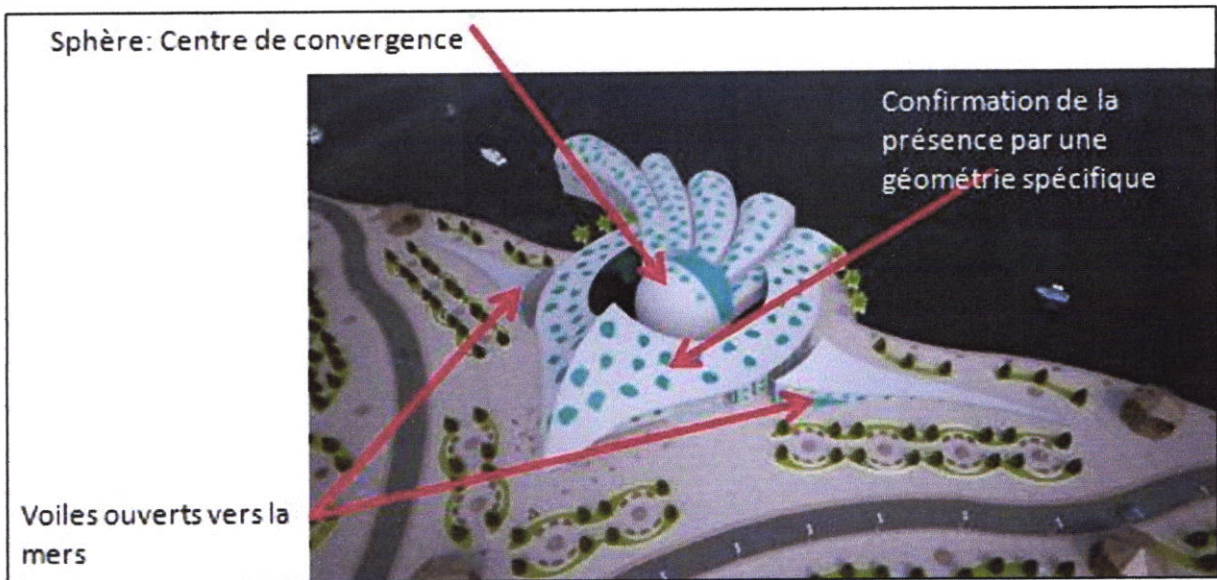 Sphère: Centre de convergence
Confirmation de la
présence par une
géométrie spécifique
Voiles ouverts vers la
mers